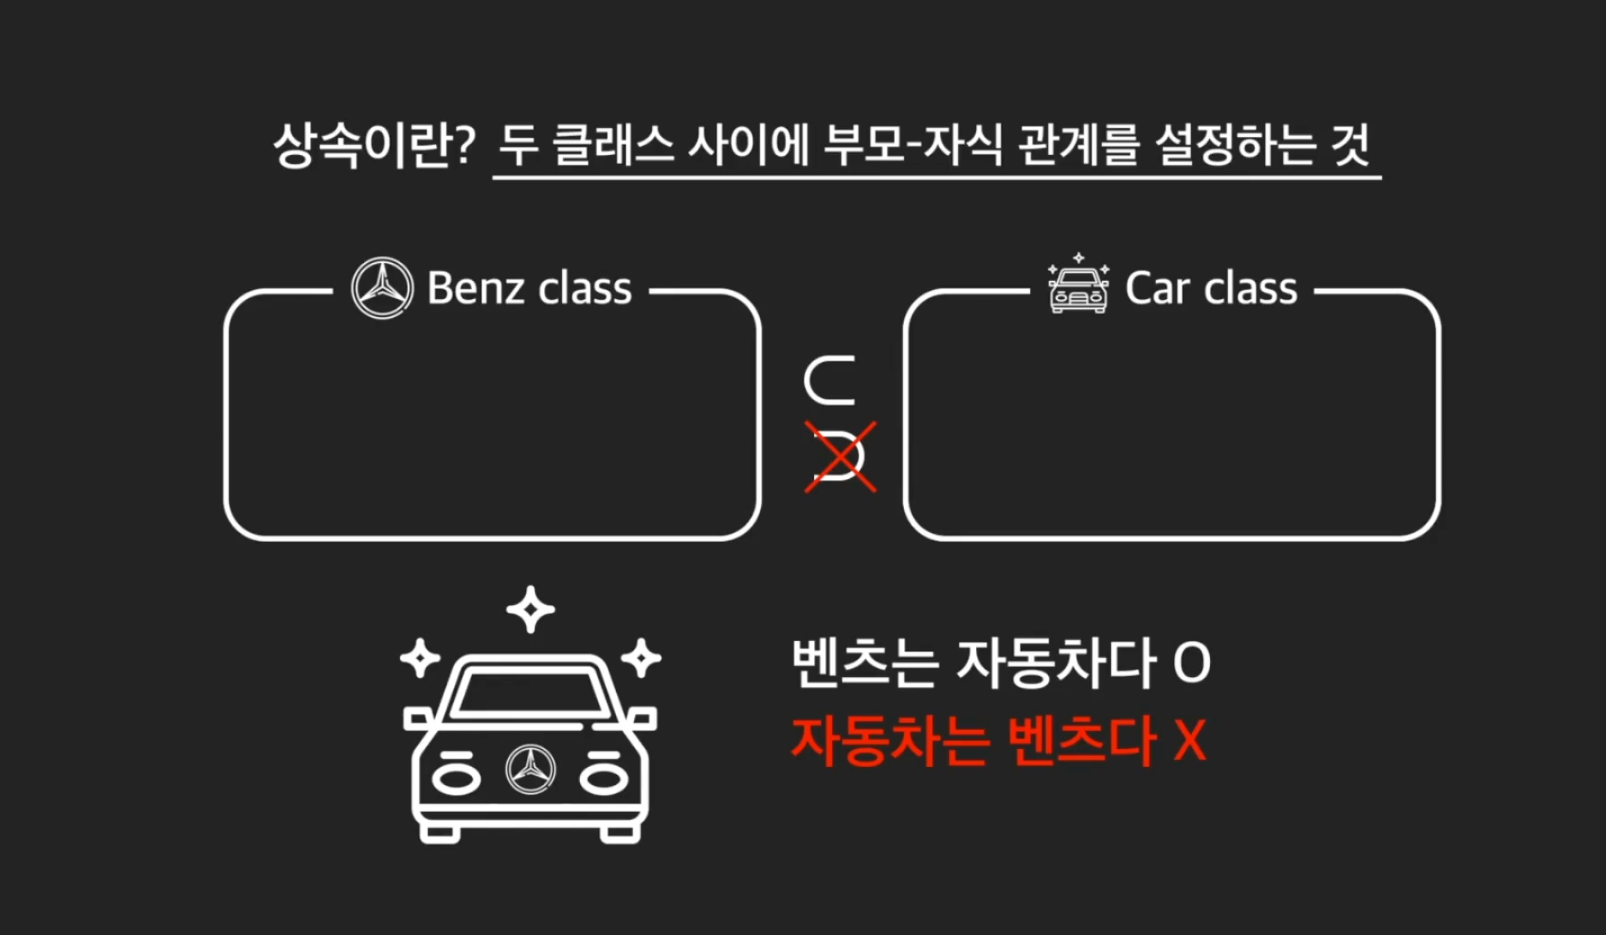 상속이란? 두 클래스 사이에 부모-자식 관계를 설정하는 것
Benz class
Car class
⊂
⊃
벤츠는 자동차다 O
자동차는 벤츠다 X